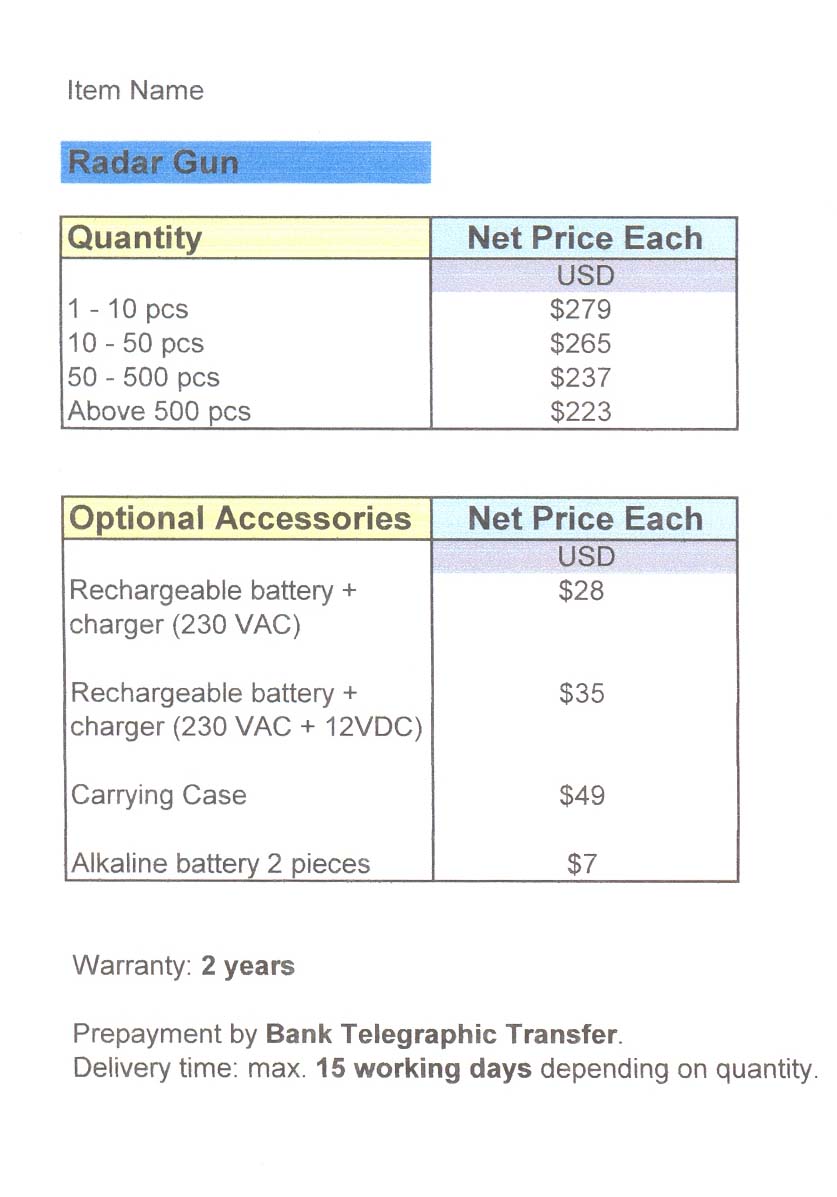 Item Name
Radar Gun
Quantity Net Price Each
USD
1 - 10 pcs $279
10 - 50 pcs $265
50 - 500 pcs $237
Above 500 pcs $223
Optional Accessories Net Price Each
USD
Rechargeable battery + $28
charger (230 VAC)
Rechargeable battery + $35
charger (230 VAC + 12VDC)
Carrying Case $49
Alkaline battery 2 pieces $7
Warranty: 2 years
Prepayment by Bank Telegraphic Transfer.
Delivery time: max. 15 working days depending on quantity.